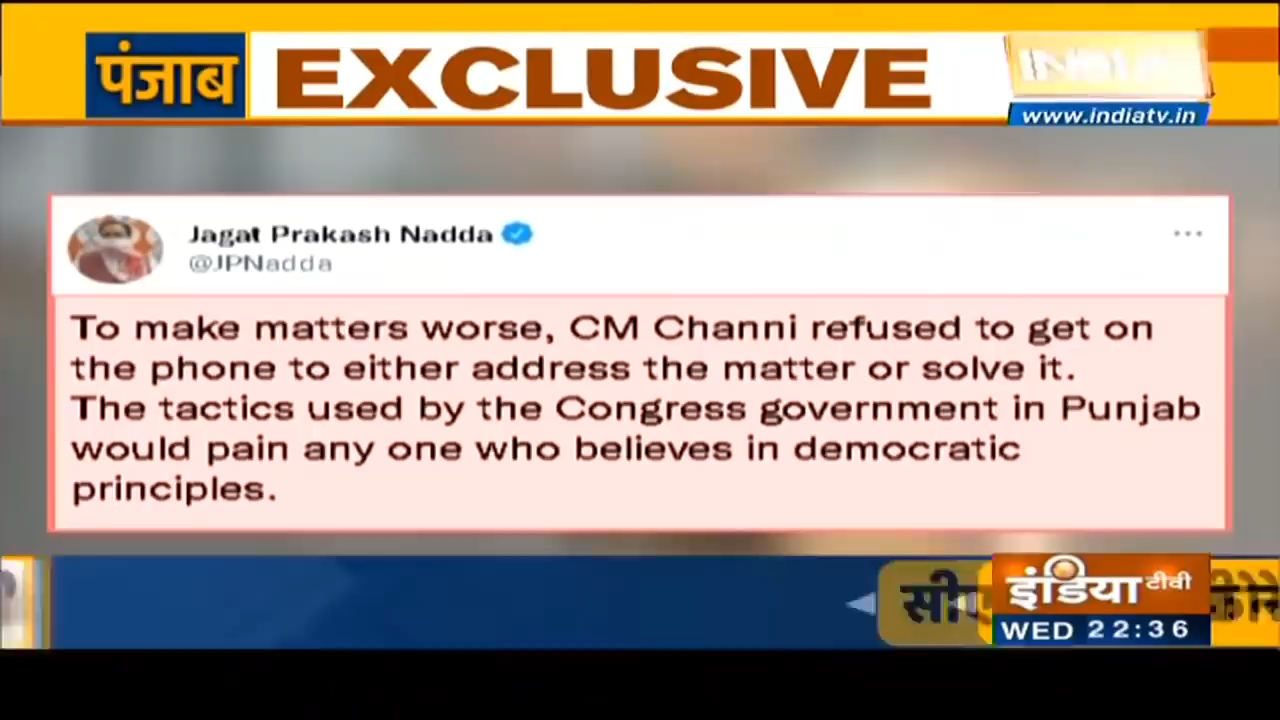 पंजाब EXCLUSIVE
www.indiatv.in
Jagat Prakash Nadda
@JPNadda
To make matters worse, CM Channi refused to get on
the phone to either address the matter or solve it.
The tactics used by the Congress government in Punjab
would pain any one who believes in democratic
principles.
इंडिया टीवी
WED 22:36